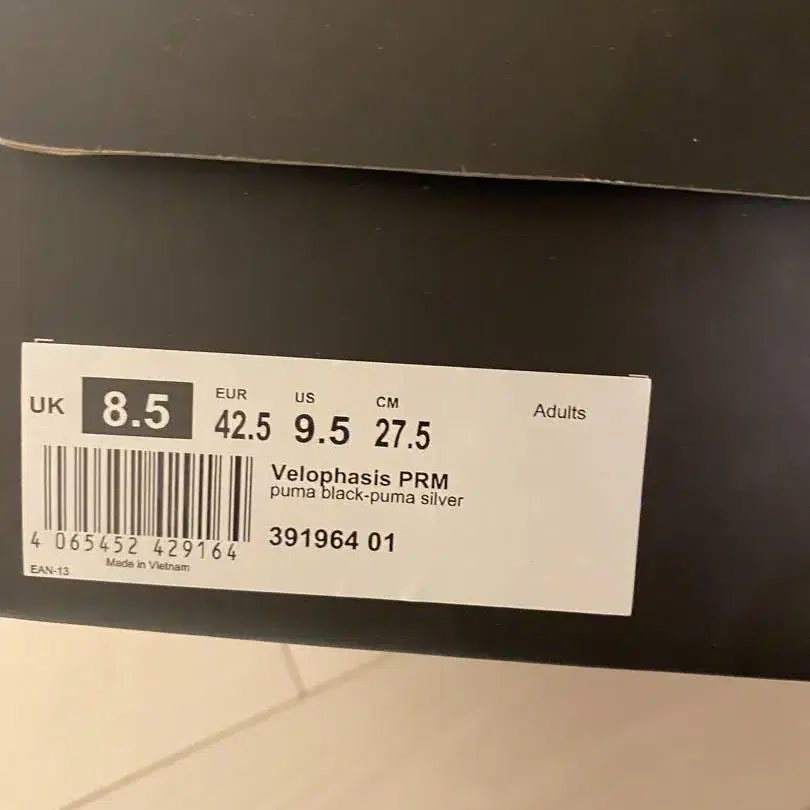 UK 8.5 EUR 42.5 US 9.5 CM 27.5 Adults
Velophasis PRM
puma black-puma silver
391964 01
4 065452 429164
Made in Vietnam
EAN-13